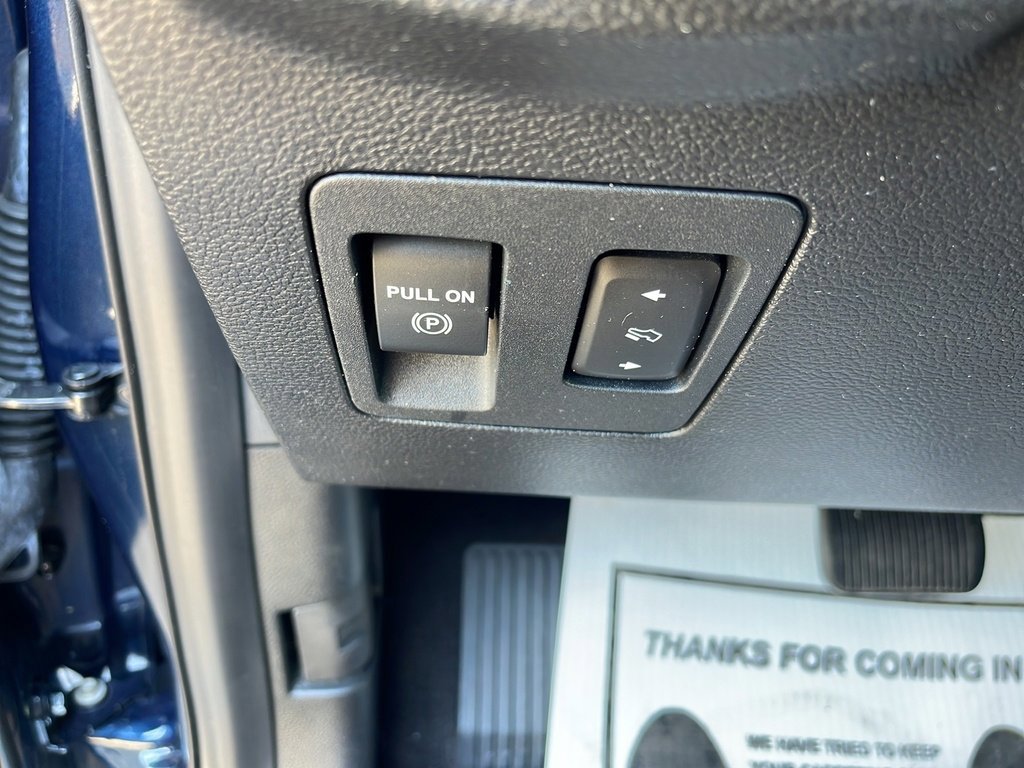 PULL ON
(P)
THANKS FOR COMING IN
WE HAVE TRIED TO KEEP